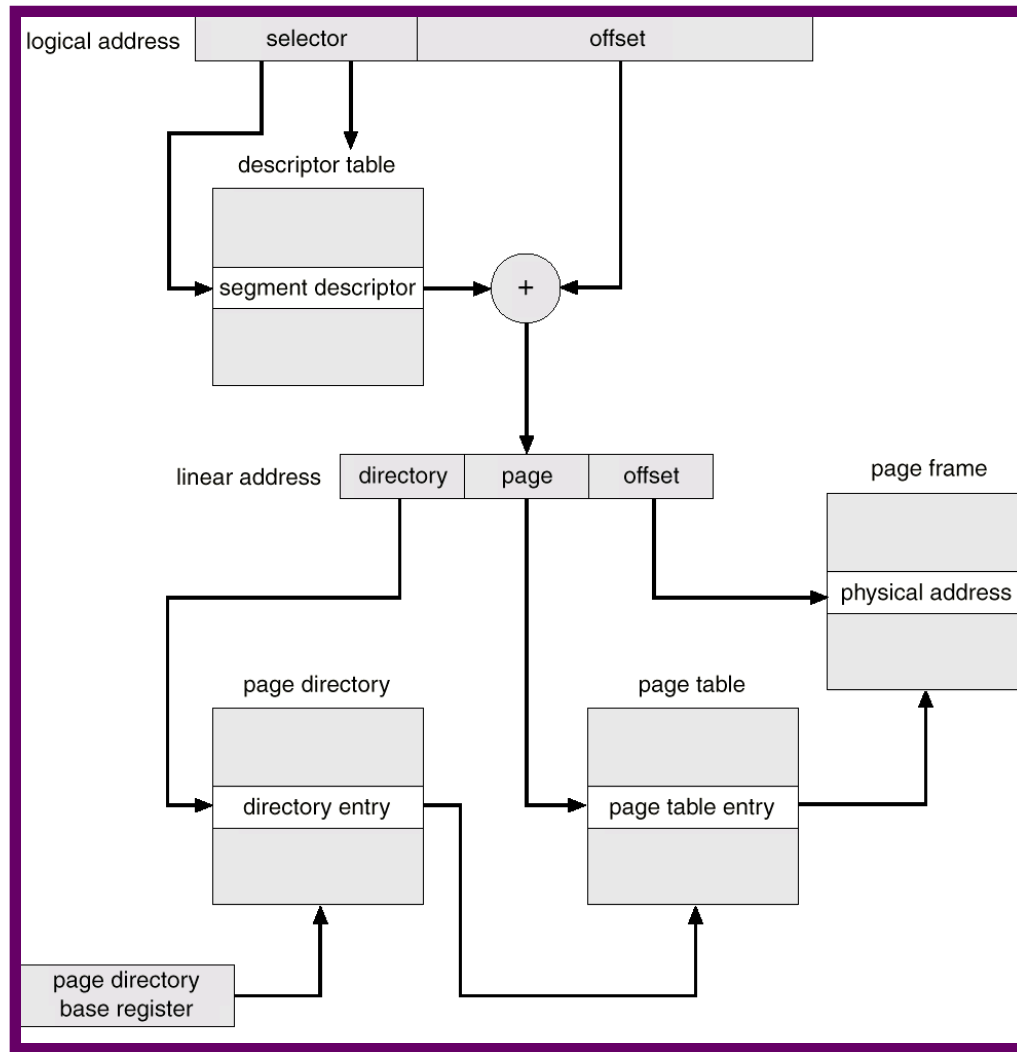 logical address
selector
offset
descriptor table
segment descriptor
+
linear address
directory
page
offset
page frame
physical address
page directory
page table
directory entry
page table entry
page directory
base register